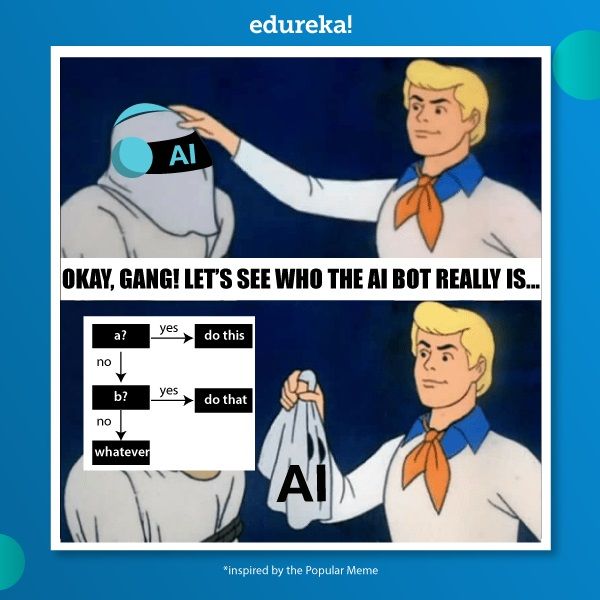 edureka!
AI
OKAY, GANG! LET'S SEE WHO THE AI BOT REALLY IS...
a?
yes
do this
no
b?
yes
do that
no
whatever
AI
*inspired by the Popular Meme